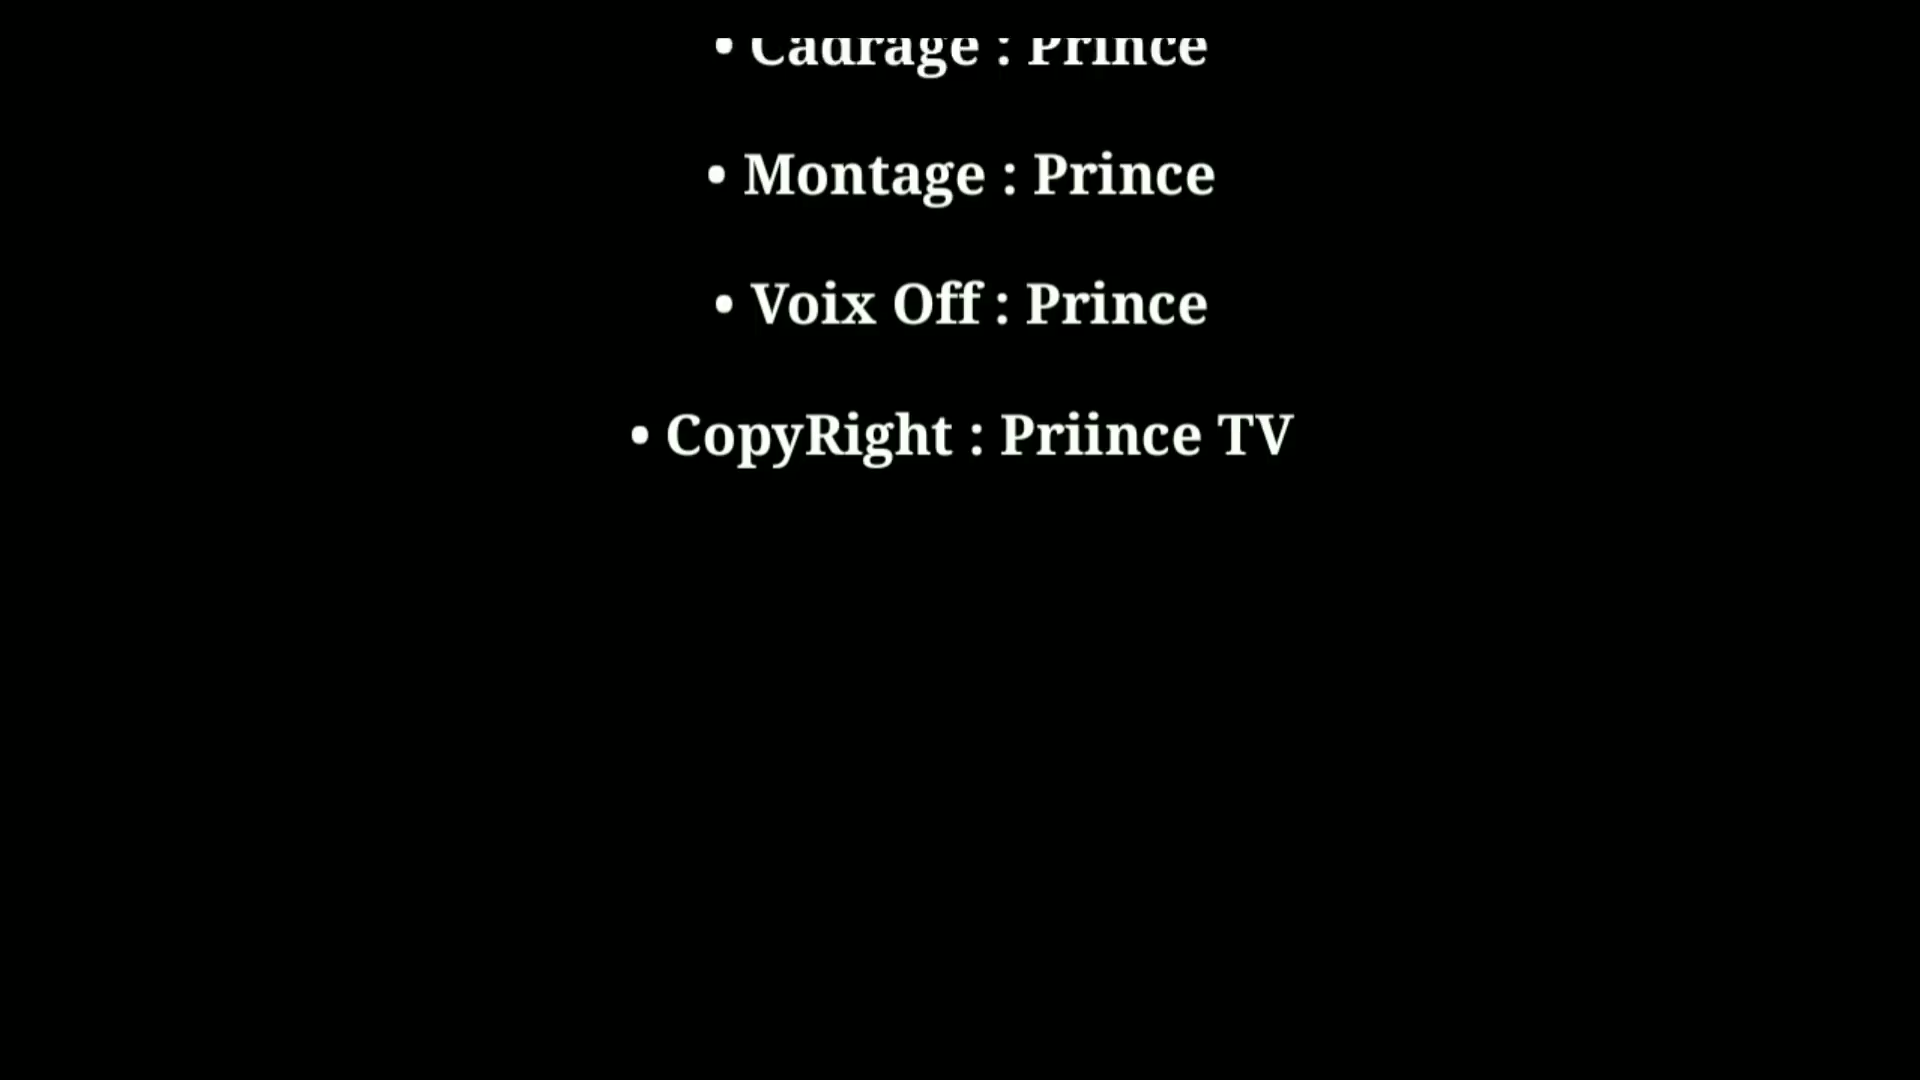 • Cadrage : Prince
• Montage : Prince
• Voix Off : Prince
• CopyRight : Priince TV